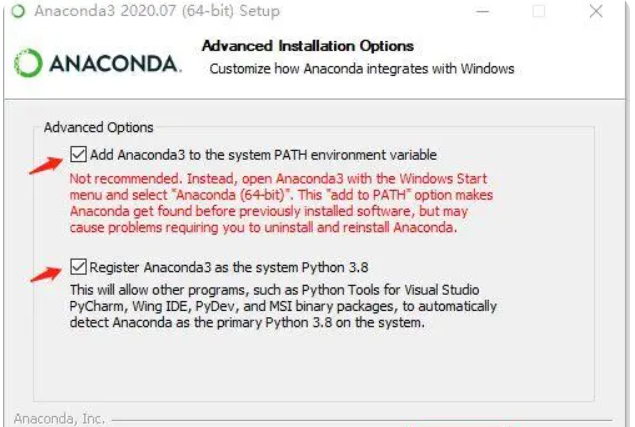 Anaconda3 2020.07 (64-bit) Setup
Advanced Installation Options
ANACONDA.
Customize how Anaconda integrates with Windows
Advanced Options
Add Anaconda3 to the system PATH environment variable
Not recommended. Instead, open Anaconda3 with the Windows Start
menu and select "Anaconda (64-bit)". This "add to PATH" option makes
Anaconda get found before previously installed software, but may
cause problems requiring you to uninstall and reinstall Anaconda.
Register Anaconda3 as the system Python 3.8
This will allow other programs, such as Python Tools for Visual Studio
PyCharm, Wing IDE, PyDev, and MSI binary packages, to automatically
detect Anaconda as the primary Python 3.8 on the system.
Anaconda, Inc.